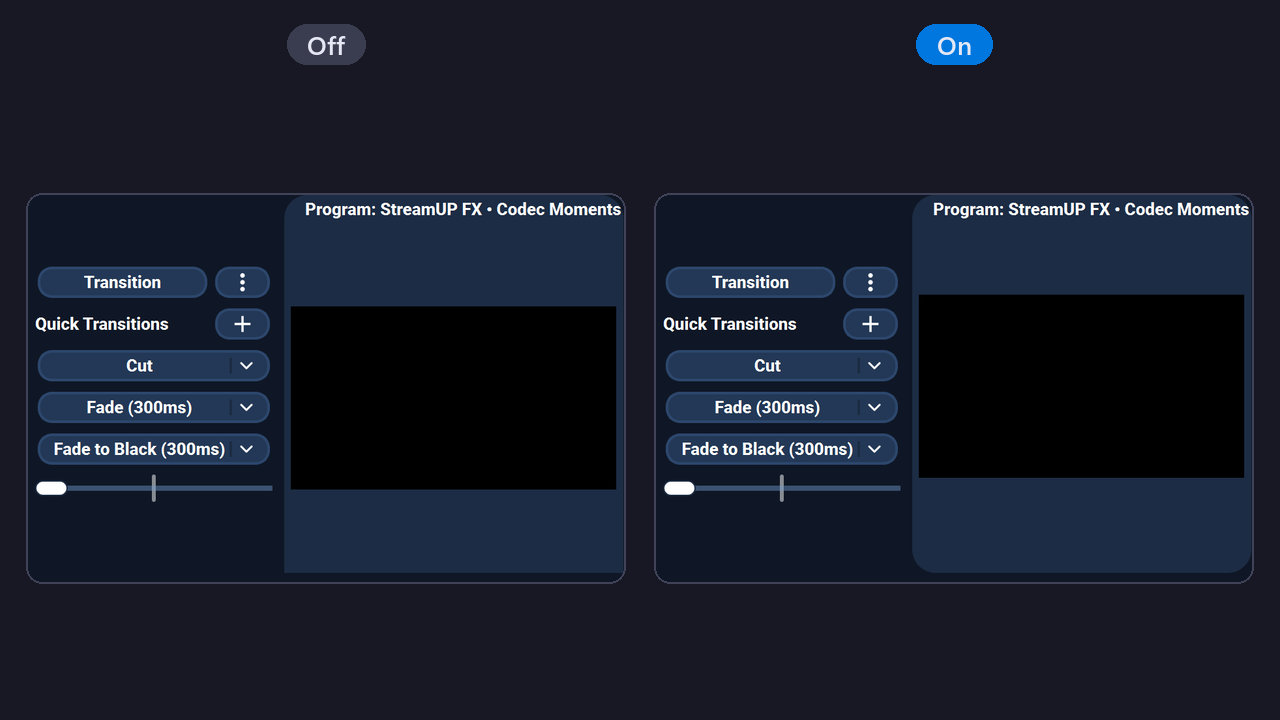 Off
On
Program: StreamUP FX • Codec Moments
Transition
Quick Transitions
Cut
Fade (300ms)
Fade to Black (300ms)
Program: StreamUP FX • Codec Moments
Transition
Quick Transitions
Cut
Fade (300ms)
Fade to Black (300ms)